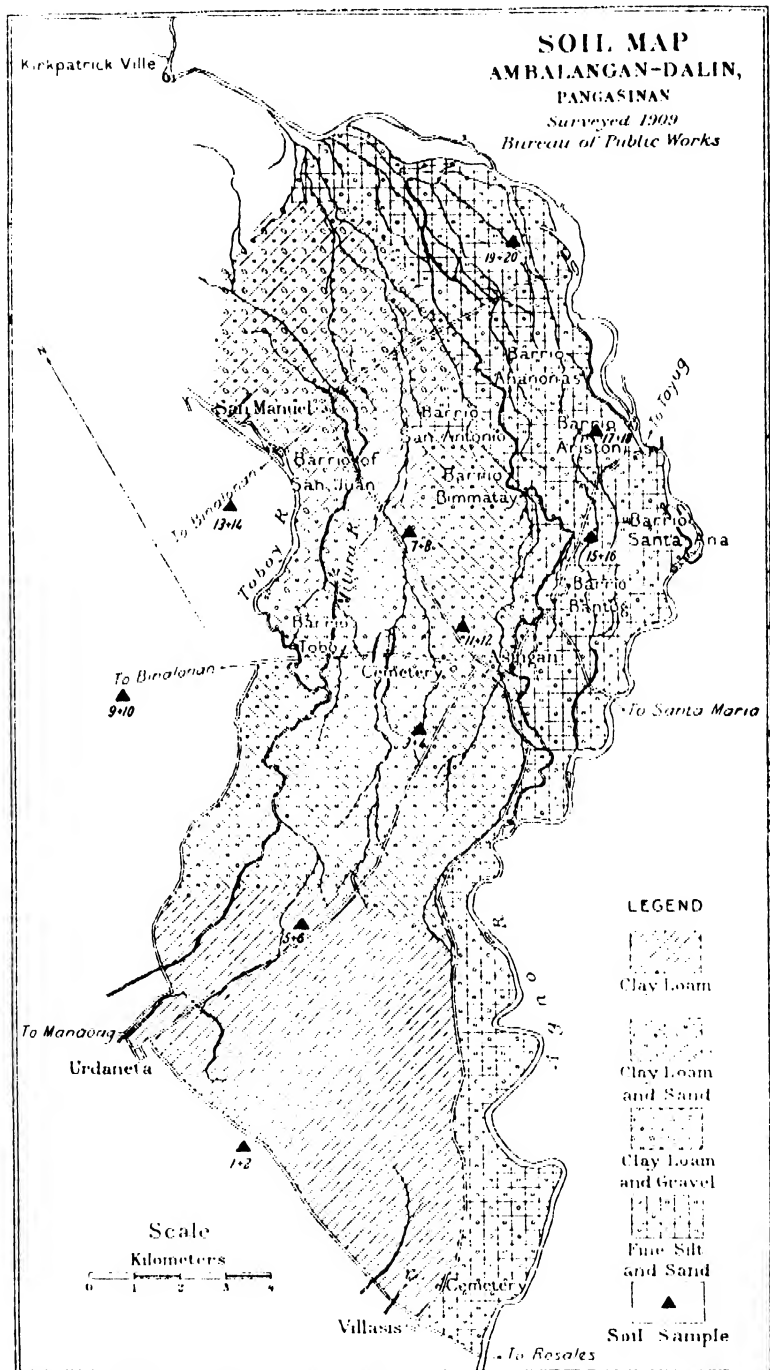 SOIL MAP
AMBALANGAN-DALIN,
PANGASINAN
Surveyed 1909
Bureau of Public Works
Kirkpatrick Ville
N
19+20
Barrio
Ananonas
To Tayug
San Manuel
Barrio
San Antonio
Barrio
17+18
Ariston
Barrio of
San Juan
Barrio
Bimmatay
To Binalonan
13+14
Toboy R.
7+8
Barrio
Santa Ana
15+16
Barrio
Bantug
11+12
Barrio
Tobo
Cemetery
To Binalonan
9+10
To Santa Maria
3+4
5+6
Agno R.
To Manaoag
Urdaneta
1+2
Scale
Kilometers
0 1 2 3 4
Cemetery
Villasis
To Rosales
LEGEND
Clay Loam
Clay Loam
and Sand
Clay Loam
and Gravel
Fine Silt
and Sand
Soil Sample